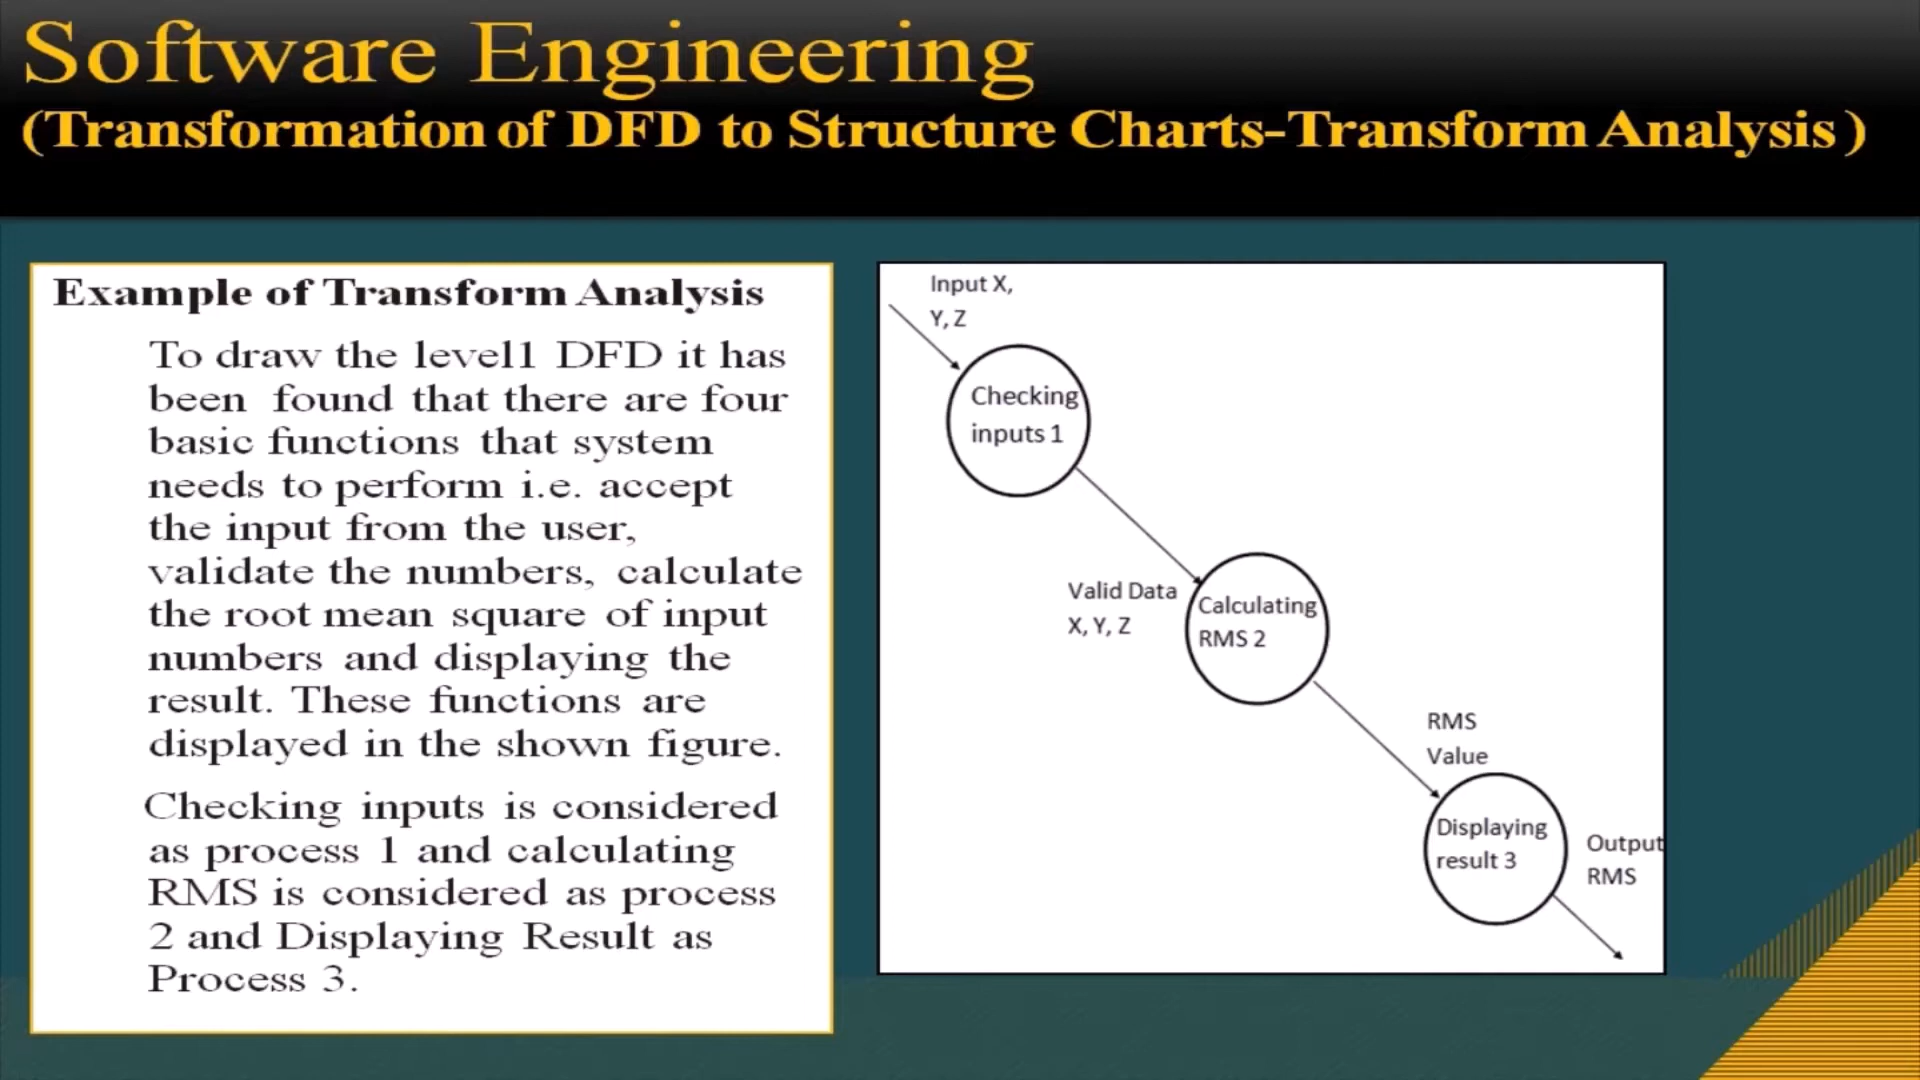 Software Engineering
(Transformation of DFD to Structure Charts-Transform Analysis )
Example of Transform Analysis
To draw the level1 DFD it has
been found that there are four
basic functions that system
needs to perform i.e. accept
the input from the user,
validate the numbers, calculate
the root mean square of input
numbers and displaying the
result. These functions are
displayed in the shown figure.
Checking inputs is considered
as process 1 and calculating
RMS is considered as process
2 and Displaying Result as
Process 3.
Input X,
Y, Z
Checking
inputs 1
Valid Data
X, Y, Z
Calculating
RMS 2
RMS
Value
Displaying
result 3
Output
RMS